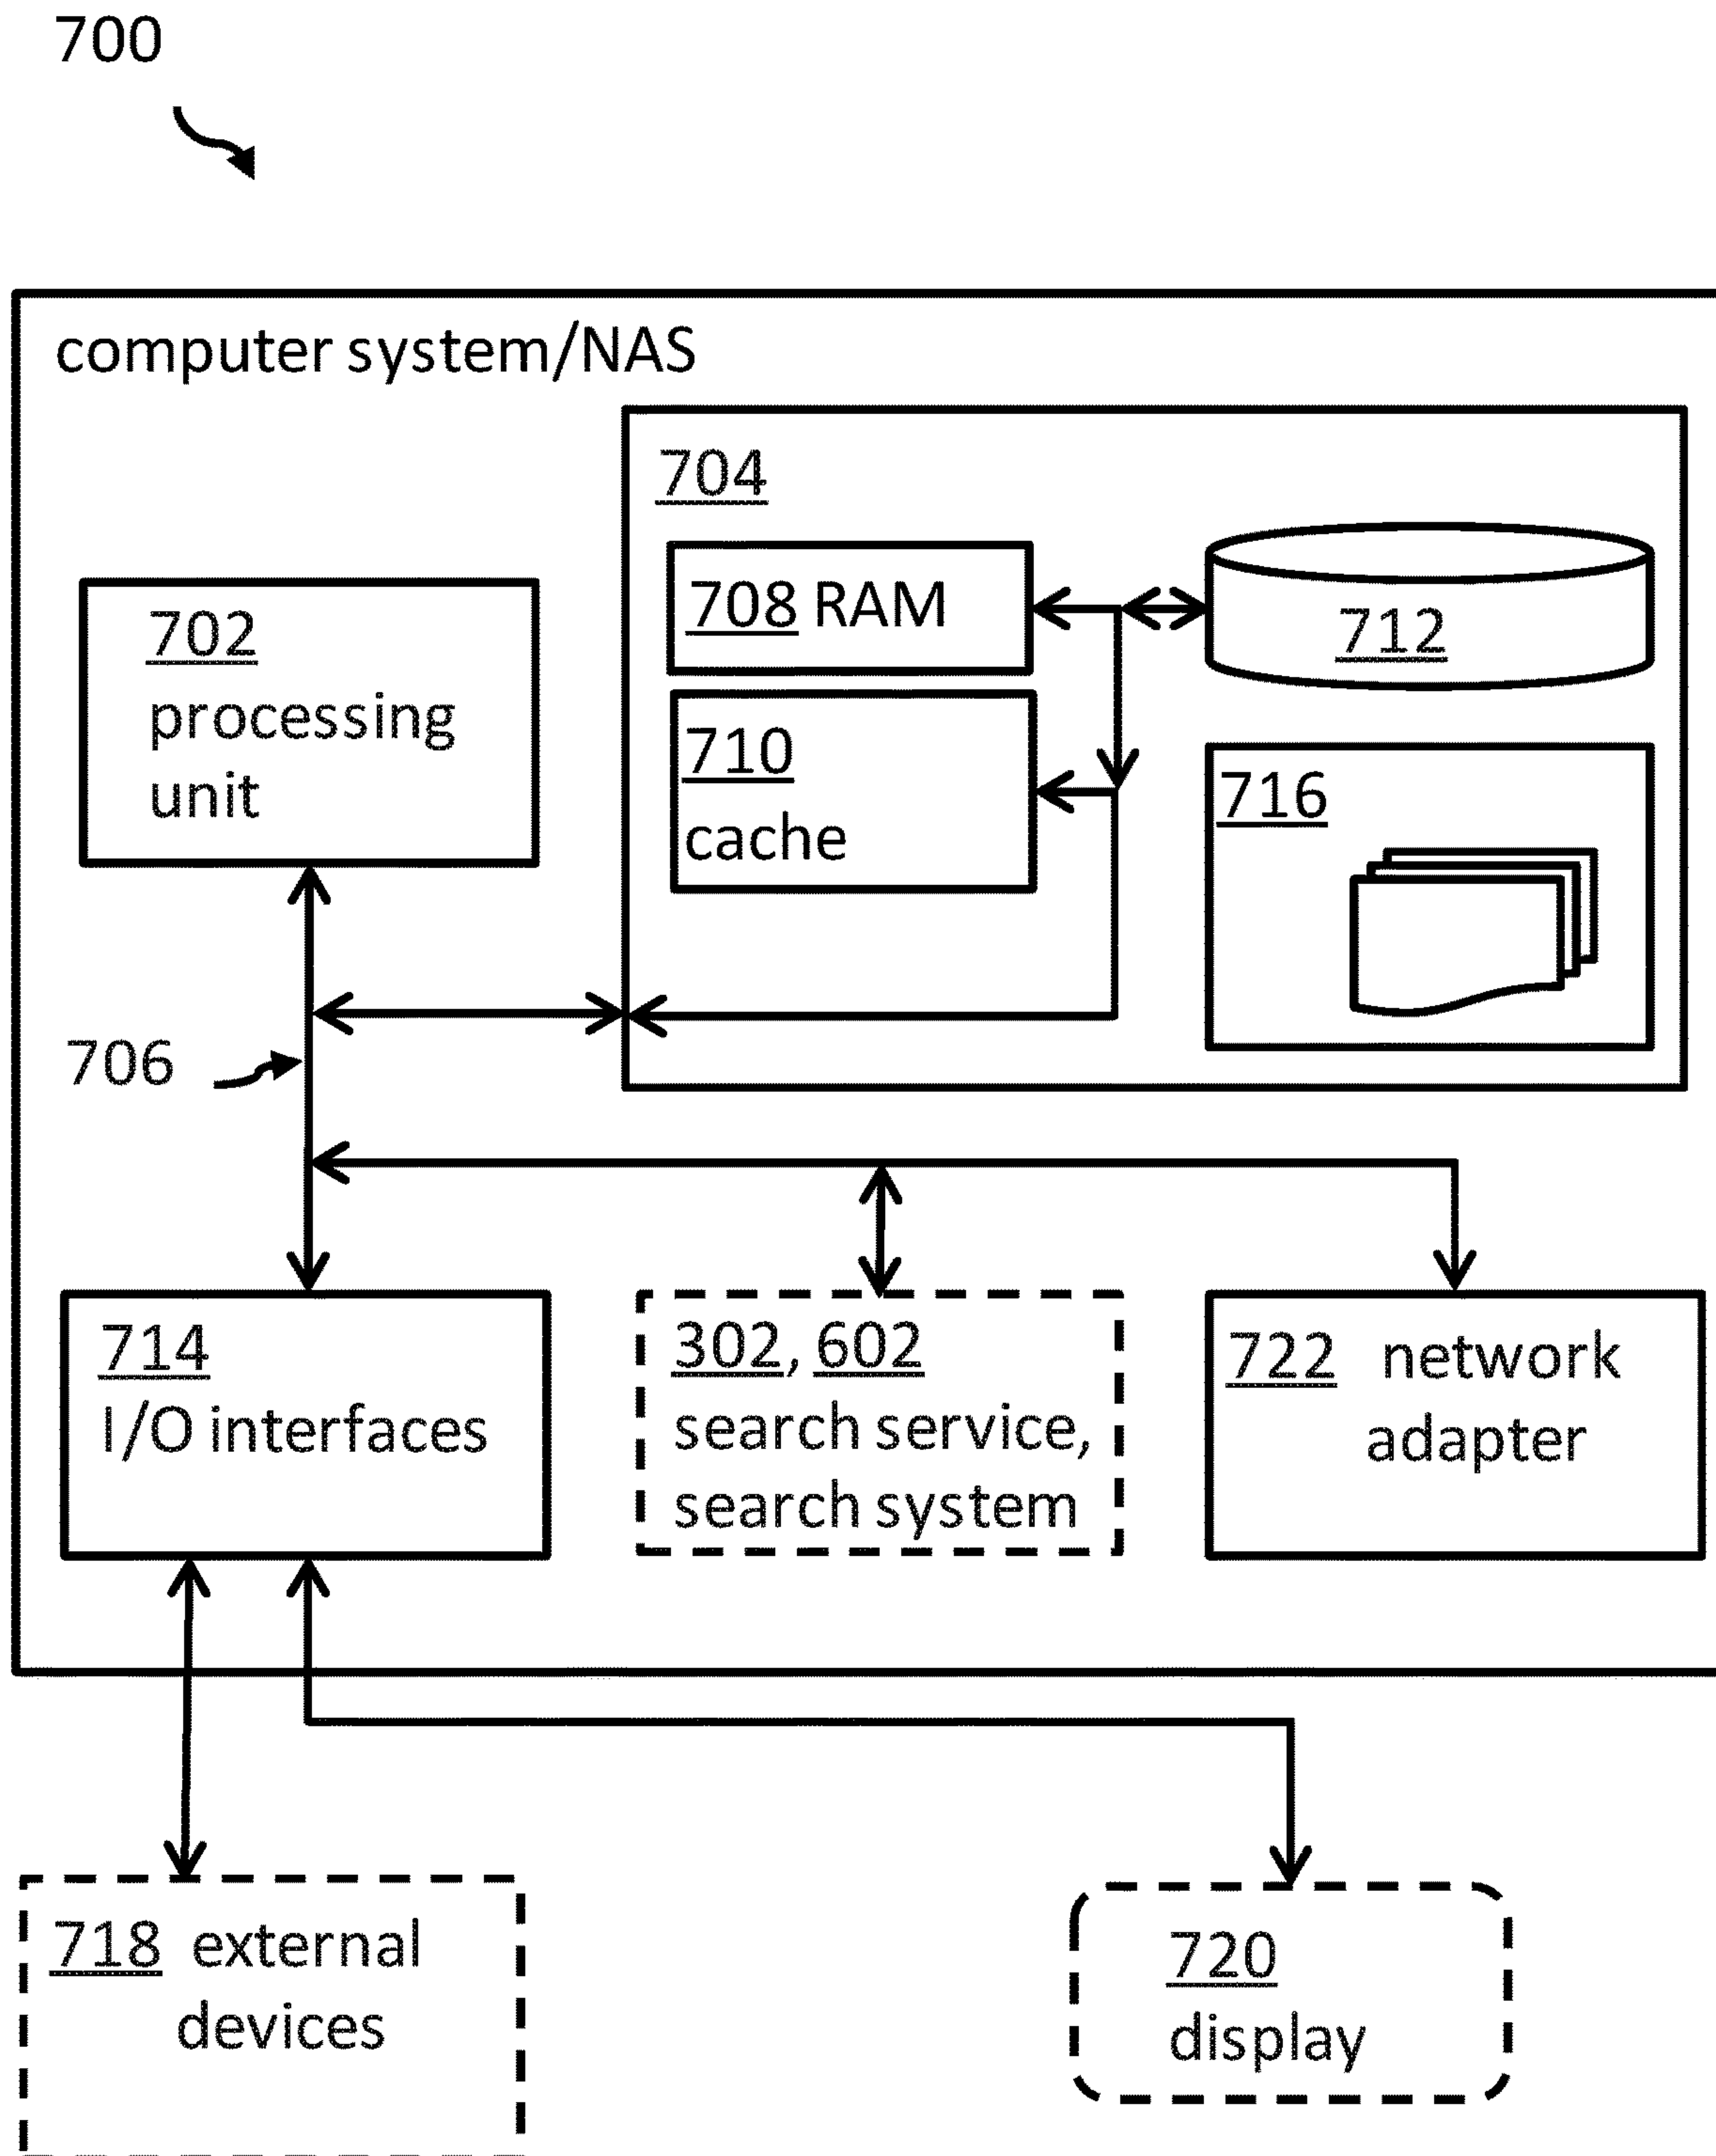 700
computer system/NAS
704
702
processing
unit
708 RAM
712
710
cache
716
706
714
I/O interfaces
302, 602
search service,
search system
722 network
adapter
718 external
devices
720
display